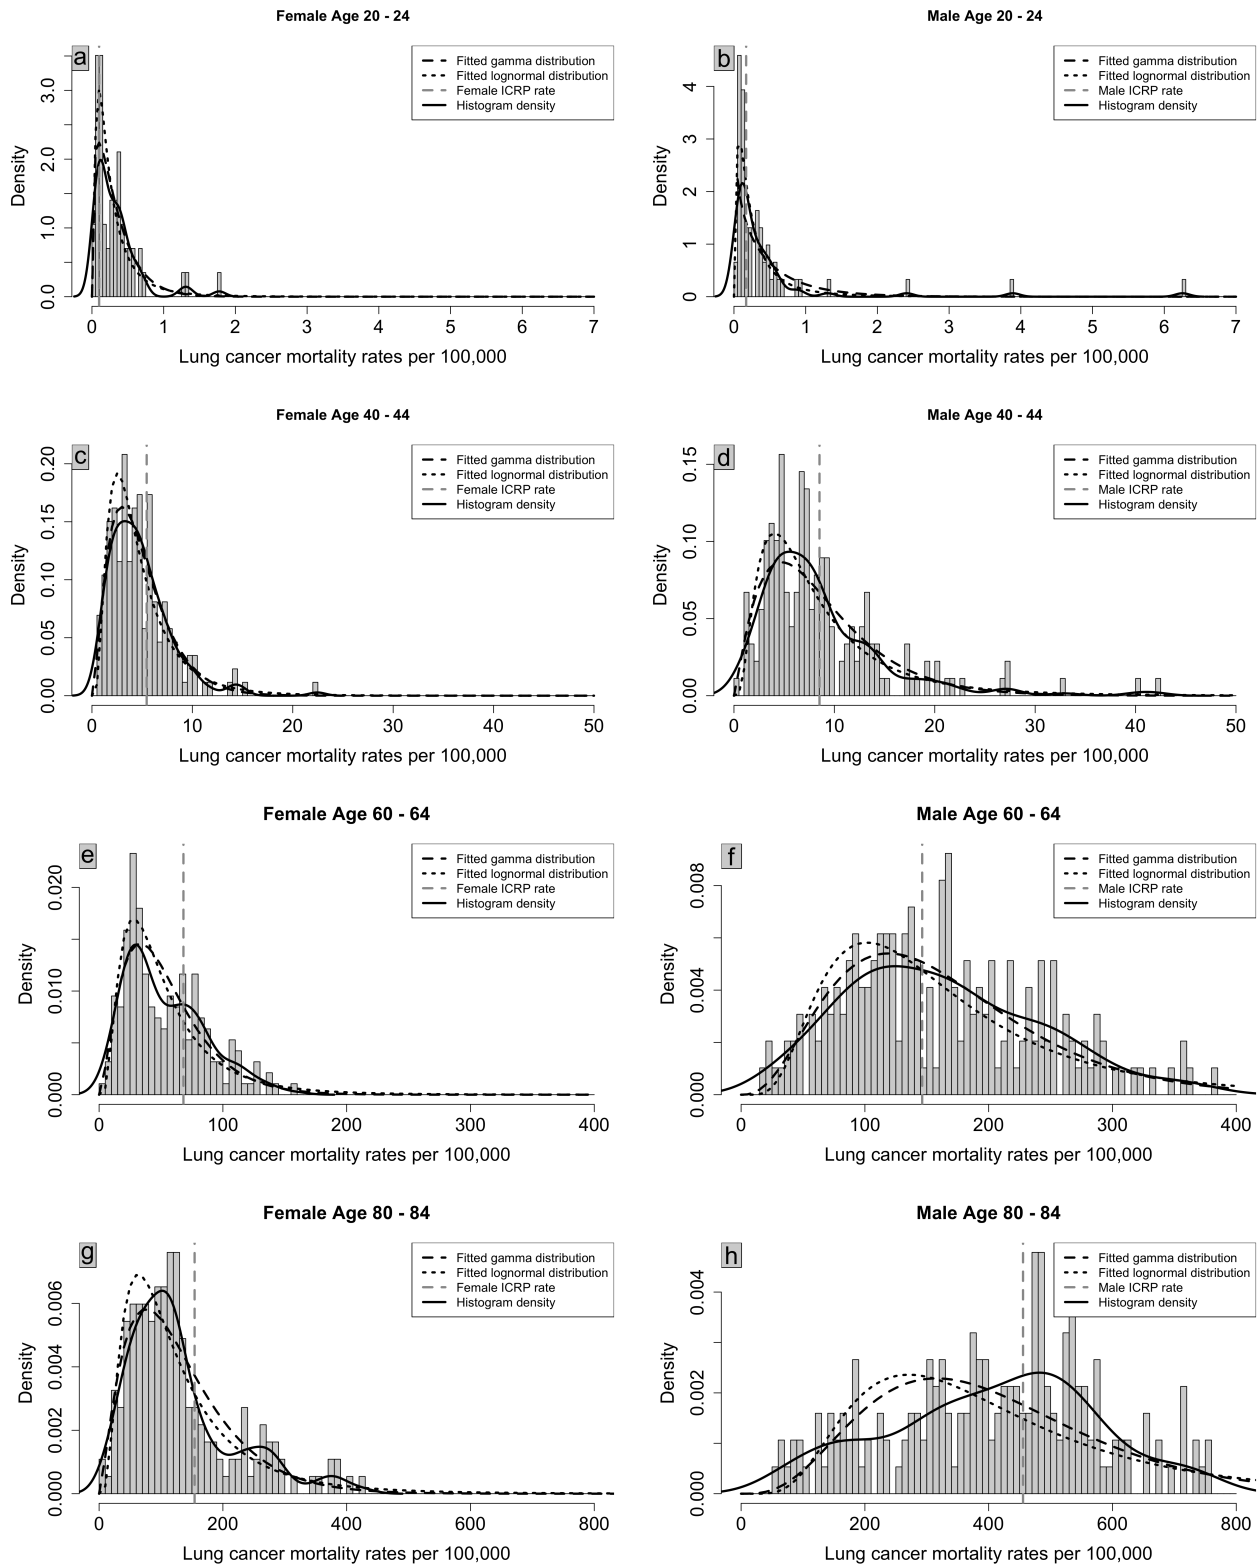 Female Age 20 - 24
a
Fitted gamma distribution
Fitted lognormal distribution
Female ICRP rate
Histogram density
Density
0.0 1.0 2.0 3.0
0 1 2 3 4 5 6 7
Lung cancer mortality rates per 100,000
Male Age 20 - 24
b
Fitted gamma distribution
Fitted lognormal distribution
Male ICRP rate
Histogram density
Density
0 1 2 3 4
0 1 2 3 4 5 6 7
Lung cancer mortality rates per 100,000
Female Age 40 - 44
c
Fitted gamma distribution
Fitted lognormal distribution
Female ICRP rate
Histogram density
Density
0.00 0.05 0.10 0.15 0.20
0 10 20 30 40 50
Lung cancer mortality rates per 100,000
Male Age 40 - 44
d
Fitted gamma distribution
Fitted lognormal distribution
Male ICRP rate
Histogram density
Density
0.00 0.05 0.10 0.15
0 10 20 30 40 50
Lung cancer mortality rates per 100,000
Female Age 60 - 64
e
Fitted gamma distribution
Fitted lognormal distribution
Female ICRP rate
Histogram density
Density
0.000 0.010 0.020
0 100 200 300 400
Lung cancer mortality rates per 100,000
Male Age 60 - 64
f
Fitted gamma distribution
Fitted lognormal distribution
Male ICRP rate
Histogram density
Density
0.000 0.004 0.008
0 100 200 300 400
Lung cancer mortality rates per 100,000
Female Age 80 - 84
g
Fitted gamma distribution
Fitted lognormal distribution
Female ICRP rate
Histogram density
Density
0.000 0.002 0.004 0.006
0 200 400 600 800
Lung cancer mortality rates per 100,000
Male Age 80 - 84
h
Fitted gamma distribution
Fitted lognormal distribution
Male ICRP rate
Histogram density
Density
0.000 0.002 0.004
0 200 400 600 800
Lung cancer mortality rates per 100,000